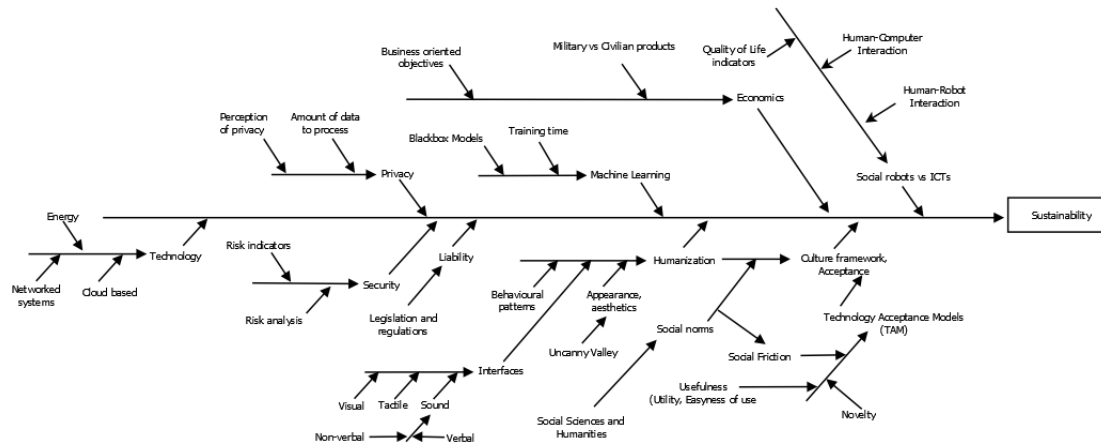 Military vs Civilian products
Business oriented
objectives
Quality of Life
indicators
Human-Computer
Interaction
Human-Robot
Interaction
Economics
Perception
of privacy
Amount of data
to process
Blackbox Models
Training time
Privacy
Machine Learning
Social robots vs ICTs
Sustainability
Energy
Technology
Networked
systems
Cloud based
Risk indicators
Security
Risk analysis
Liability
Legislation and
regulations
Humanization
Behavioural
patterns
Appearance,
aesthetics
Uncanny Valley
Culture framework,
Acceptance
Social norms
Technology Acceptance Models
(TAM)
Social Friction
Interfaces
Visual
Tactile
Sound
Non-verbal
Verbal
Social Sciences and
Humanities
Usefulness
(Utility, Easyness of use
Novelty